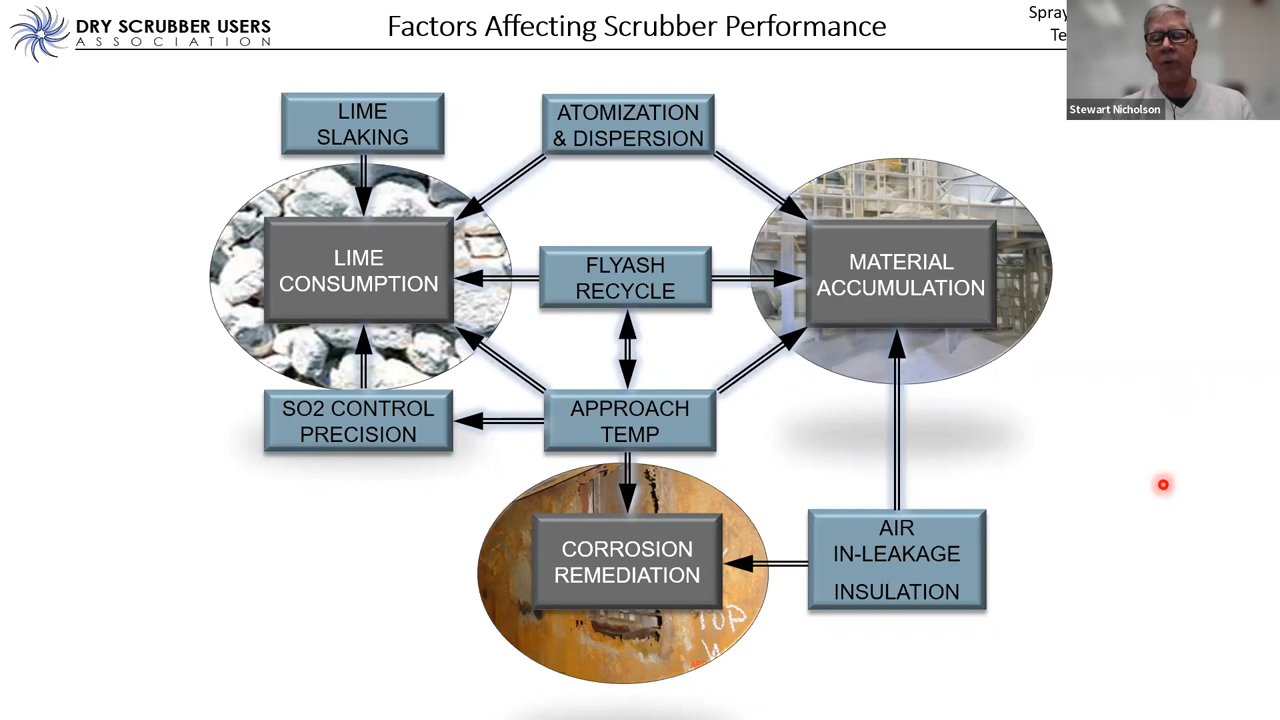 DRY SCRUBBER USERS
ASSOCIATION
Factors Affecting Scrubber Performance
Spray
Te
Stewart Nicholson
LIME
SLAKING
ATOMIZATION
& DISPERSION
LIME
CONSUMPTION
FLYASH
RECYCLE
MATERIAL
ACCUMULATION
SO2 CONTROL
PRECISION
APPROACH
TEMP
CORROSION
REMEDIATION
AIR
IN-LEAKAGE
INSULATION
TOP
W